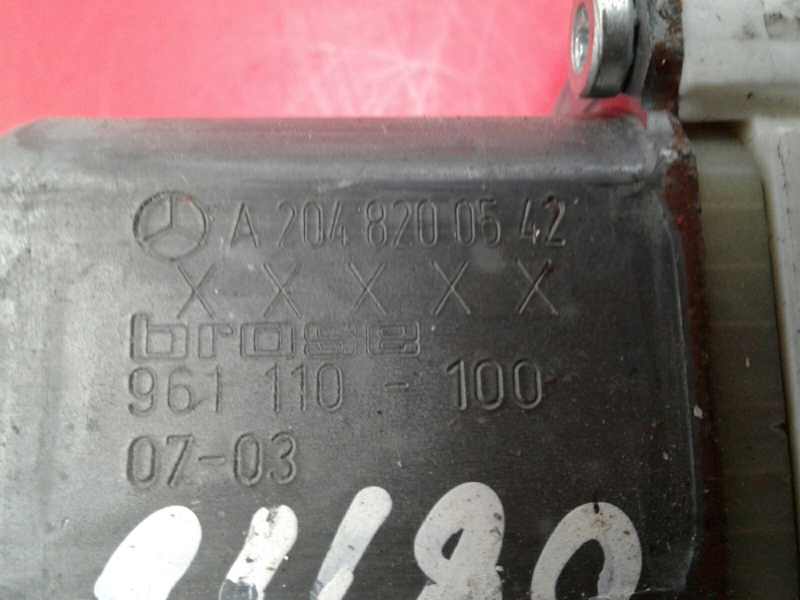 A 204 820 05 42
X X X X X
brose
961 110 - 100
07-03